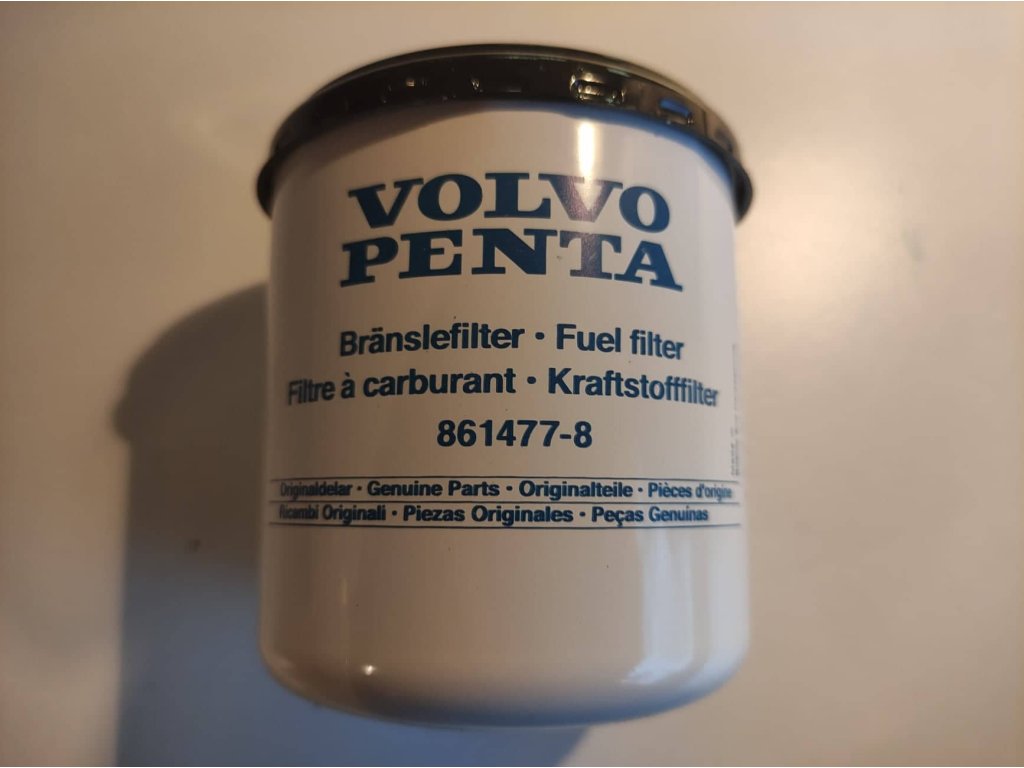 VOLVO
PENTA
Bränslefilter · Fuel filter
Filtre à carburant · Kraftstofffilter
861477-8
Originaldelar · Genuine Parts · Originalteile · Pièces d'origine
Ricambi Originali · Piezas Originales · Peças Genuínas